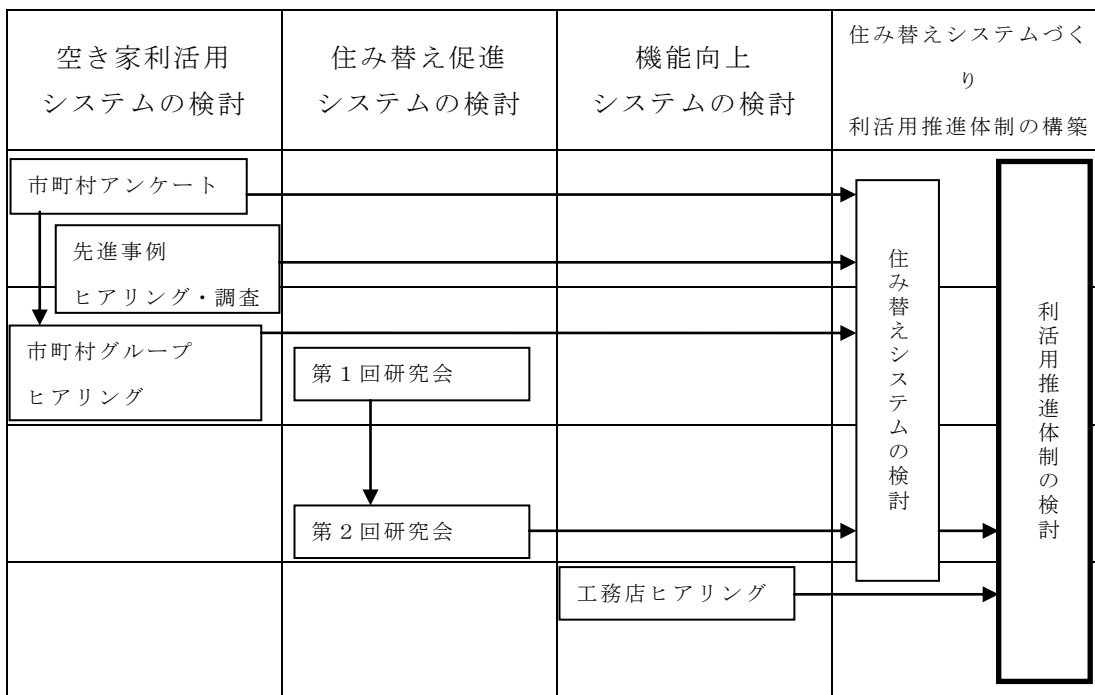 空き家利活用
システムの検討
住み替え促進
システムの検討
機能向上
システムの検討
住み替えシステムづく
り
利活用推進体制の構築
市町村アンケート
先進事例
ヒアリング・調査
市町村グループ
ヒアリング
第１回研究会
第２回研究会
工務店ヒアリング
住み替えシステムの検討
利活用推進体制の検討